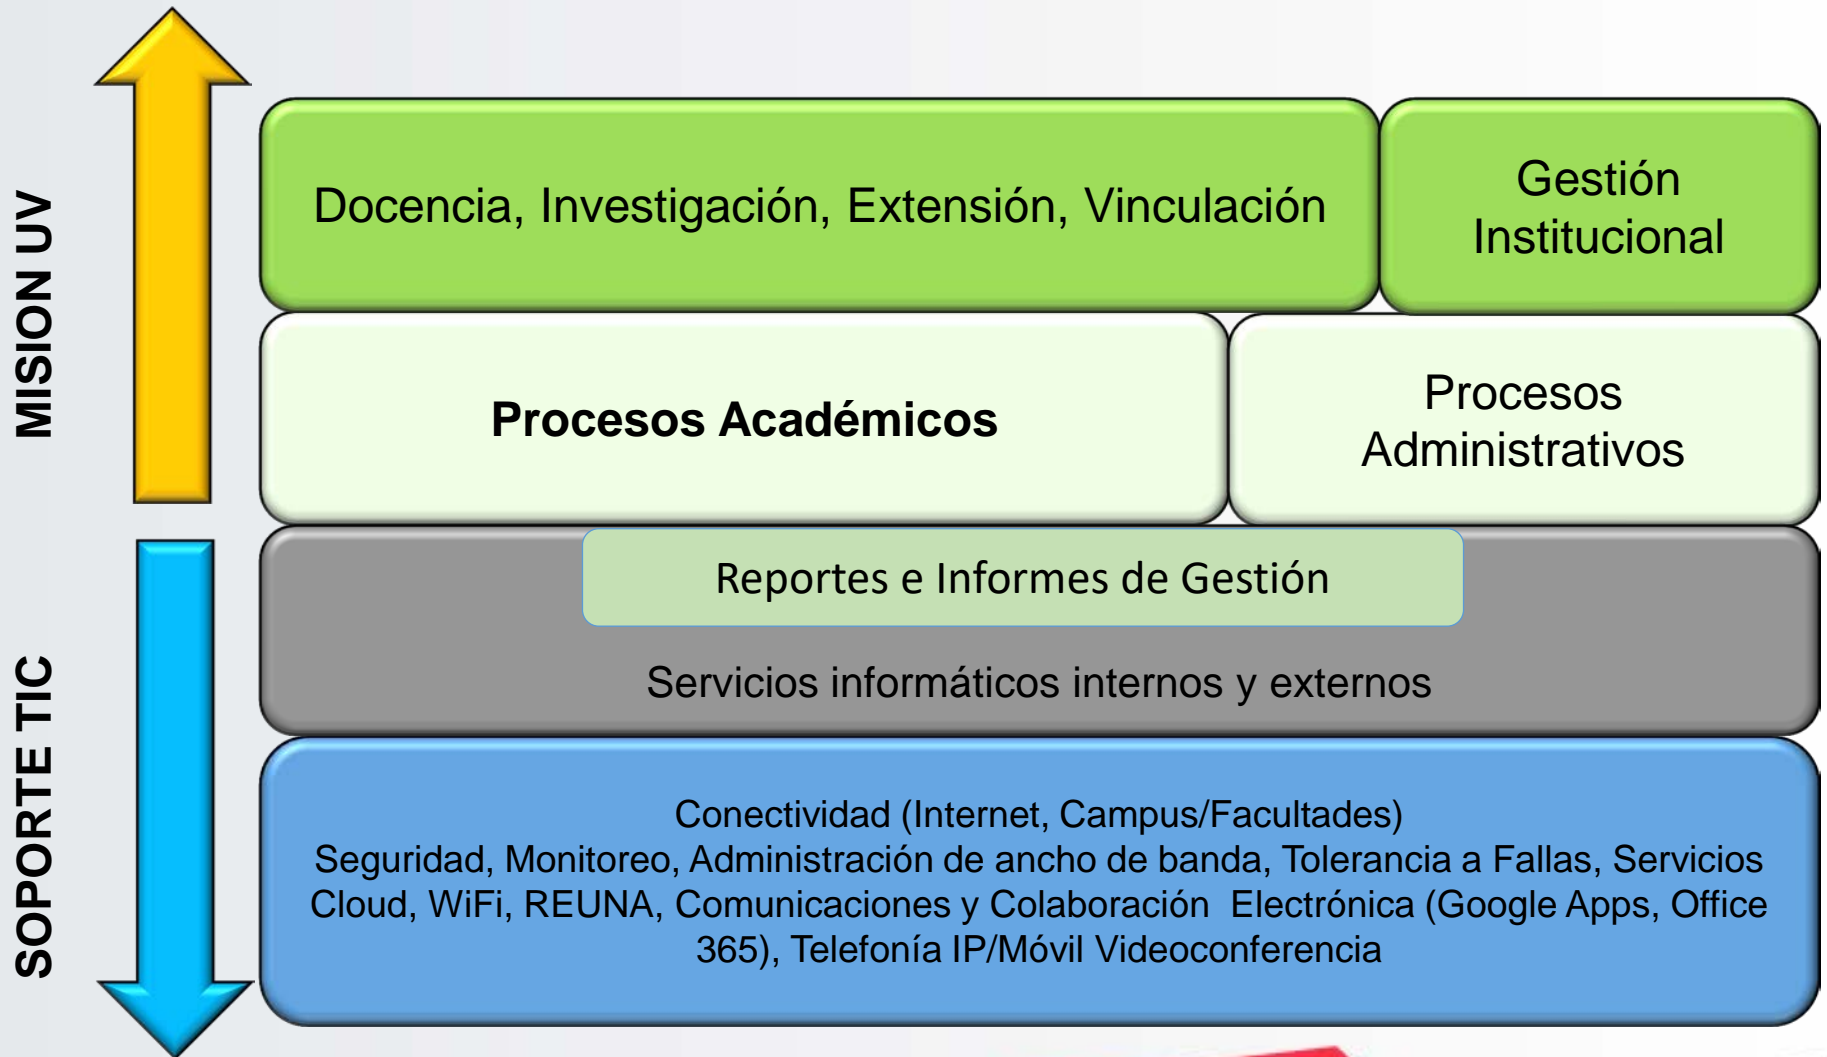 MISION UV
Docencia, Investigación, Extensión, Vinculación
Gestión
Institucional
Procesos Académicos
Procesos
Administrativos
SOPORTE TIC
Reportes e Informes de Gestión
Servicios informáticos internos y externos
Conectividad (Internet, Campus/Facultades)
Seguridad, Monitoreo, Administración de ancho de banda, Tolerancia a Fallas, Servicios
Cloud, WiFi, REUNA, Comunicaciones y Colaboración  Electrónica (Google Apps, Office
365), Telefonía IP/Móvil Videoconferencia